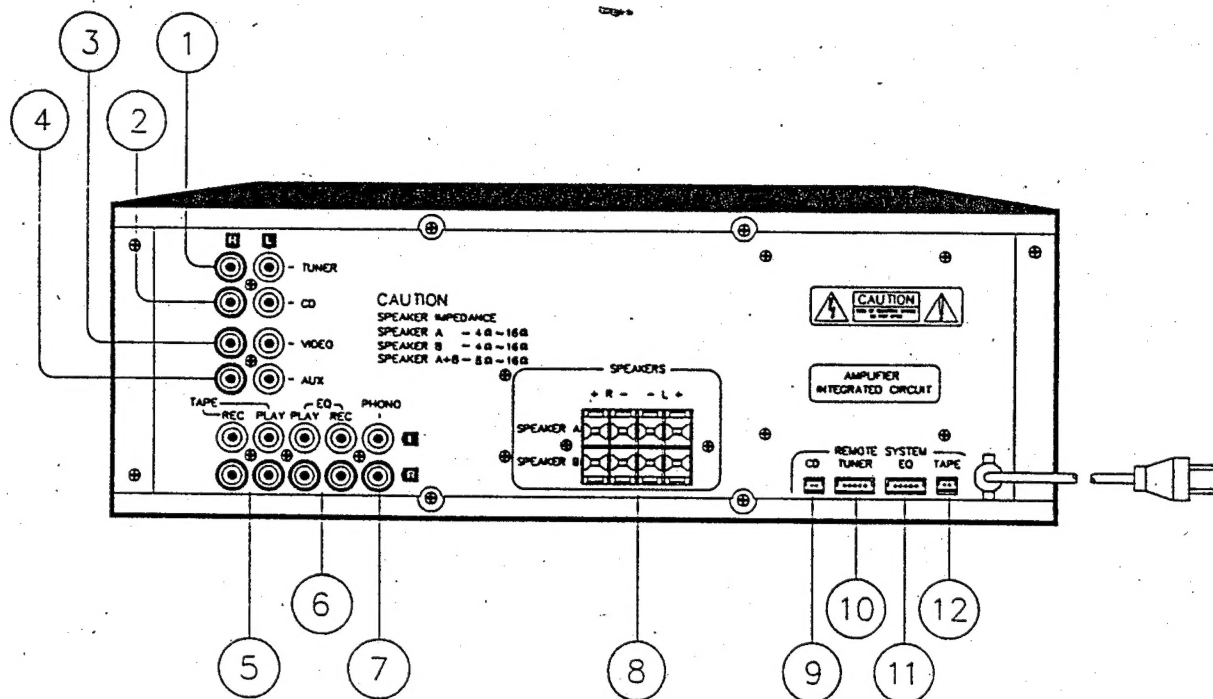 3
1
2
4
R L
TUNER
CD
VIDEO
AUX
CAUTION
SPEAKER IMPEDANCE
SPEAKER A - 4Ω~16Ω
SPEAKER B - 4Ω~16Ω
SPEAKER A+B - 8Ω~16Ω
CAUTION
AMPLIFIER
INTEGRATED CIRCUIT
TAPE EQ PHONO
REC PLAY PLAY REC
L
R
SPEAKERS
+ R - - L +
SPEAKER A
SPEAKER B
REMOTE SYSTEM
CD TUNER EQ TAPE
5
6
7
8
9
10
11
12